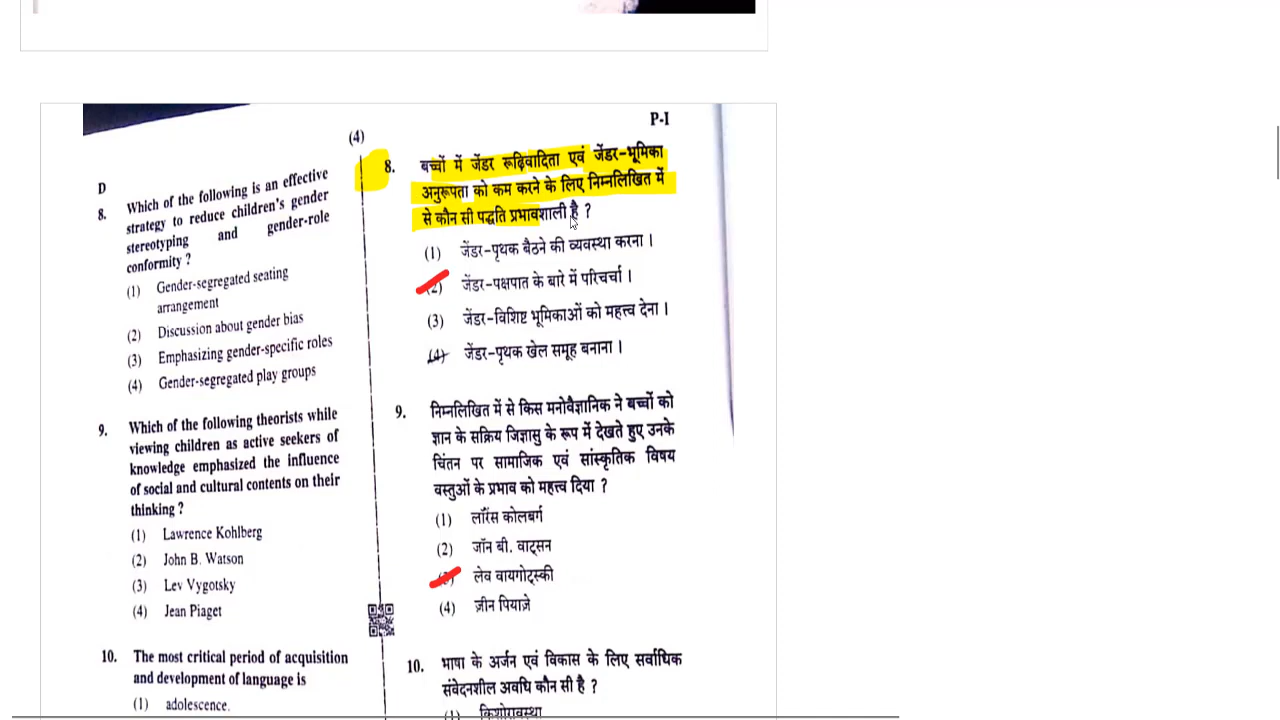 (4)
P-I
D
8. Which of the following is an effective
strategy to reduce children's gender
stereotyping and gender-role
conformity ?
(1) Gender-segregated seating
arrangement
(2) Discussion about gender bias
(3) Emphasizing gender-specific roles
(4) Gender-segregated play groups
9. Which of the following theorists while
viewing children as active seekers of
knowledge emphasized the influence
of social and cultural contents on their
thinking ?
(1) Lawrence Kohlberg
(2) John B. Watson
(3) Lev Vygotsky
(4) Jean Piaget
10. The most critical period of acquisition
and development of language is
(1) adolescence.
8. बच्चों में जेंडर रूढ़िवादिता एवं जेंडर-भूमिका
अनुरूपता को कम करने के लिए निम्नलिखित में
से कौन सी पद्धति प्रभावशाली है ?
(1) जेंडर-पृथक बैठने की व्यवस्था करना ।
(2) जेंडर-पक्षपात के बारे में परिचर्चा ।
(3) जेंडर-विशिष्ट भूमिकाओं को महत्त्व देना ।
(4) जेंडर-पृथक खेल समूह बनाना ।
9. निम्नलिखित में से किस मनोवैज्ञानिक ने बच्चों को
ज्ञान के सक्रिय जिज्ञासु के रूप में देखते हुए उनके
चिंतन पर सामाजिक एवं सांस्कृतिक विषय
वस्तुओं के प्रभाव को महत्त्व दिया ?
(1) लॉरेंस कोलबर्ग
(2) जॉन बी. वाट्सन
(3) लेव वायगोट्स्की
(4) ज़ीन पियाज़े
10. भाषा के अर्जन एवं विकास के लिए सर्वाधिक
संवेदनशील अवधि कौन सी है ?
(1) किशोरावस्था